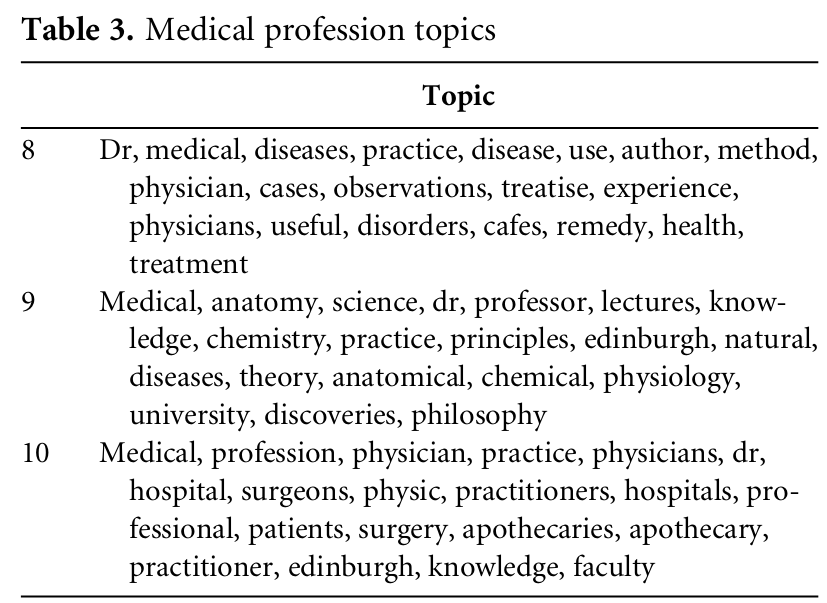 Table 3. Medical profession topics
Topic
8 Dr, medical, diseases, practice, disease, use, author, method,
physician, cases, observations, treatise, experience,
physicians, useful, disorders, cafes, remedy, health,
treatment
9 Medical, anatomy, science, dr, professor, lectures, know-
ledge, chemistry, practice, principles, edinburgh, natural,
diseases, theory, anatomical, chemical, physiology,
university, discoveries, philosophy
10 Medical, profession, physician, practice, physicians, dr,
hospital, surgeons, physic, practitioners, hospitals, pro-
fessional, patients, surgery, apothecaries, apothecary,
practitioner, edinburgh, knowledge, faculty